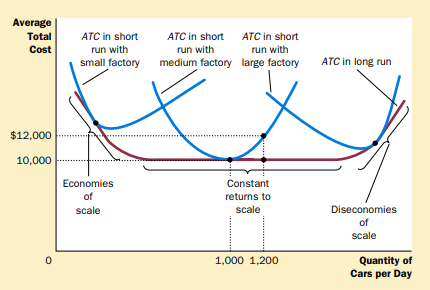 Average
Total
Cost
ATC in short
run with
small factory
ATC in short
run with
medium factory
ATC in short
run with
large factory
ATC in long run
$12,000
10,000
Economies
of
scale
Constant
returns to
scale
Diseconomies
of
scale
0
1,000 1,200
Quantity of
Cars per Day